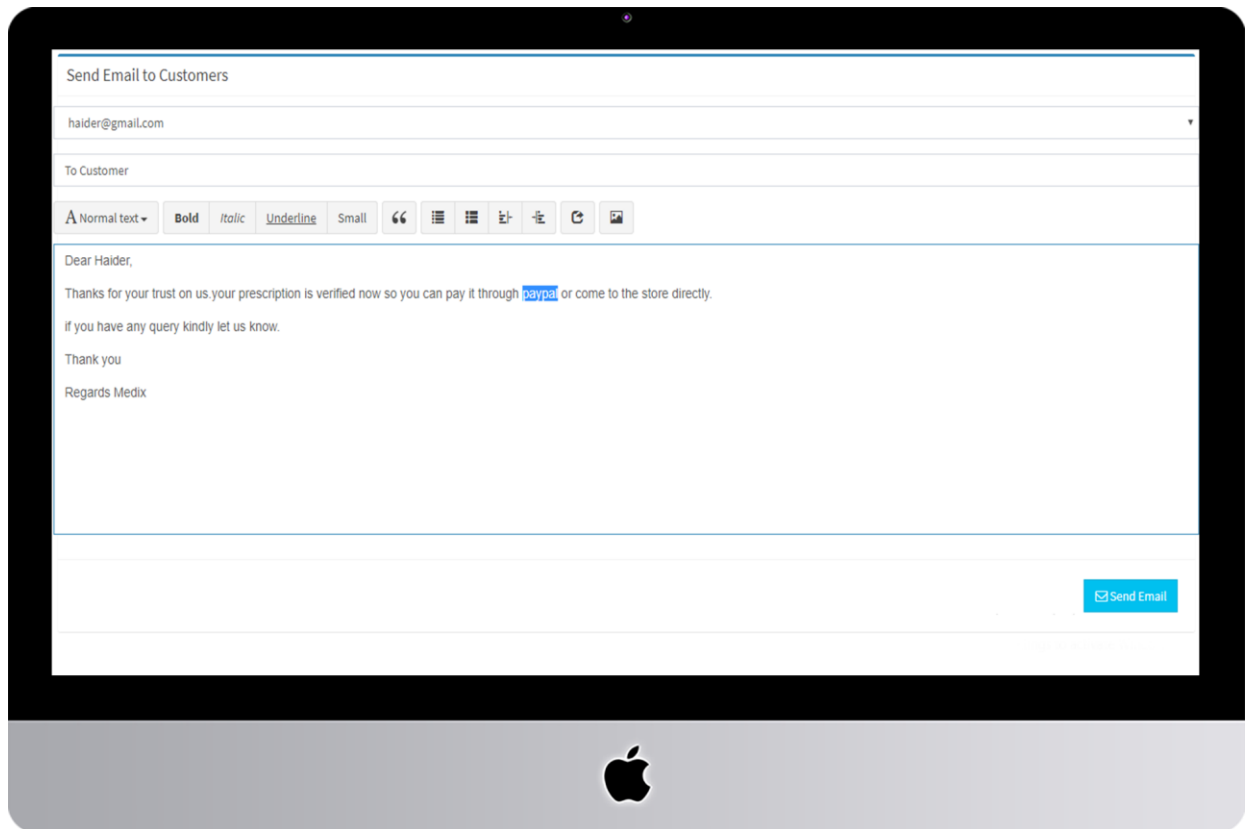 Send Email to Customers
haider@gmail.com
To Customer
A Normal text Bold Italic Underline Small
Dear Haider,
Thanks for your trust on us.your prescription is verified now so you can pay it through paypal or come to the store directly.
if you have any query kindly let us know.
Thank you
Regards Medix
Send Email